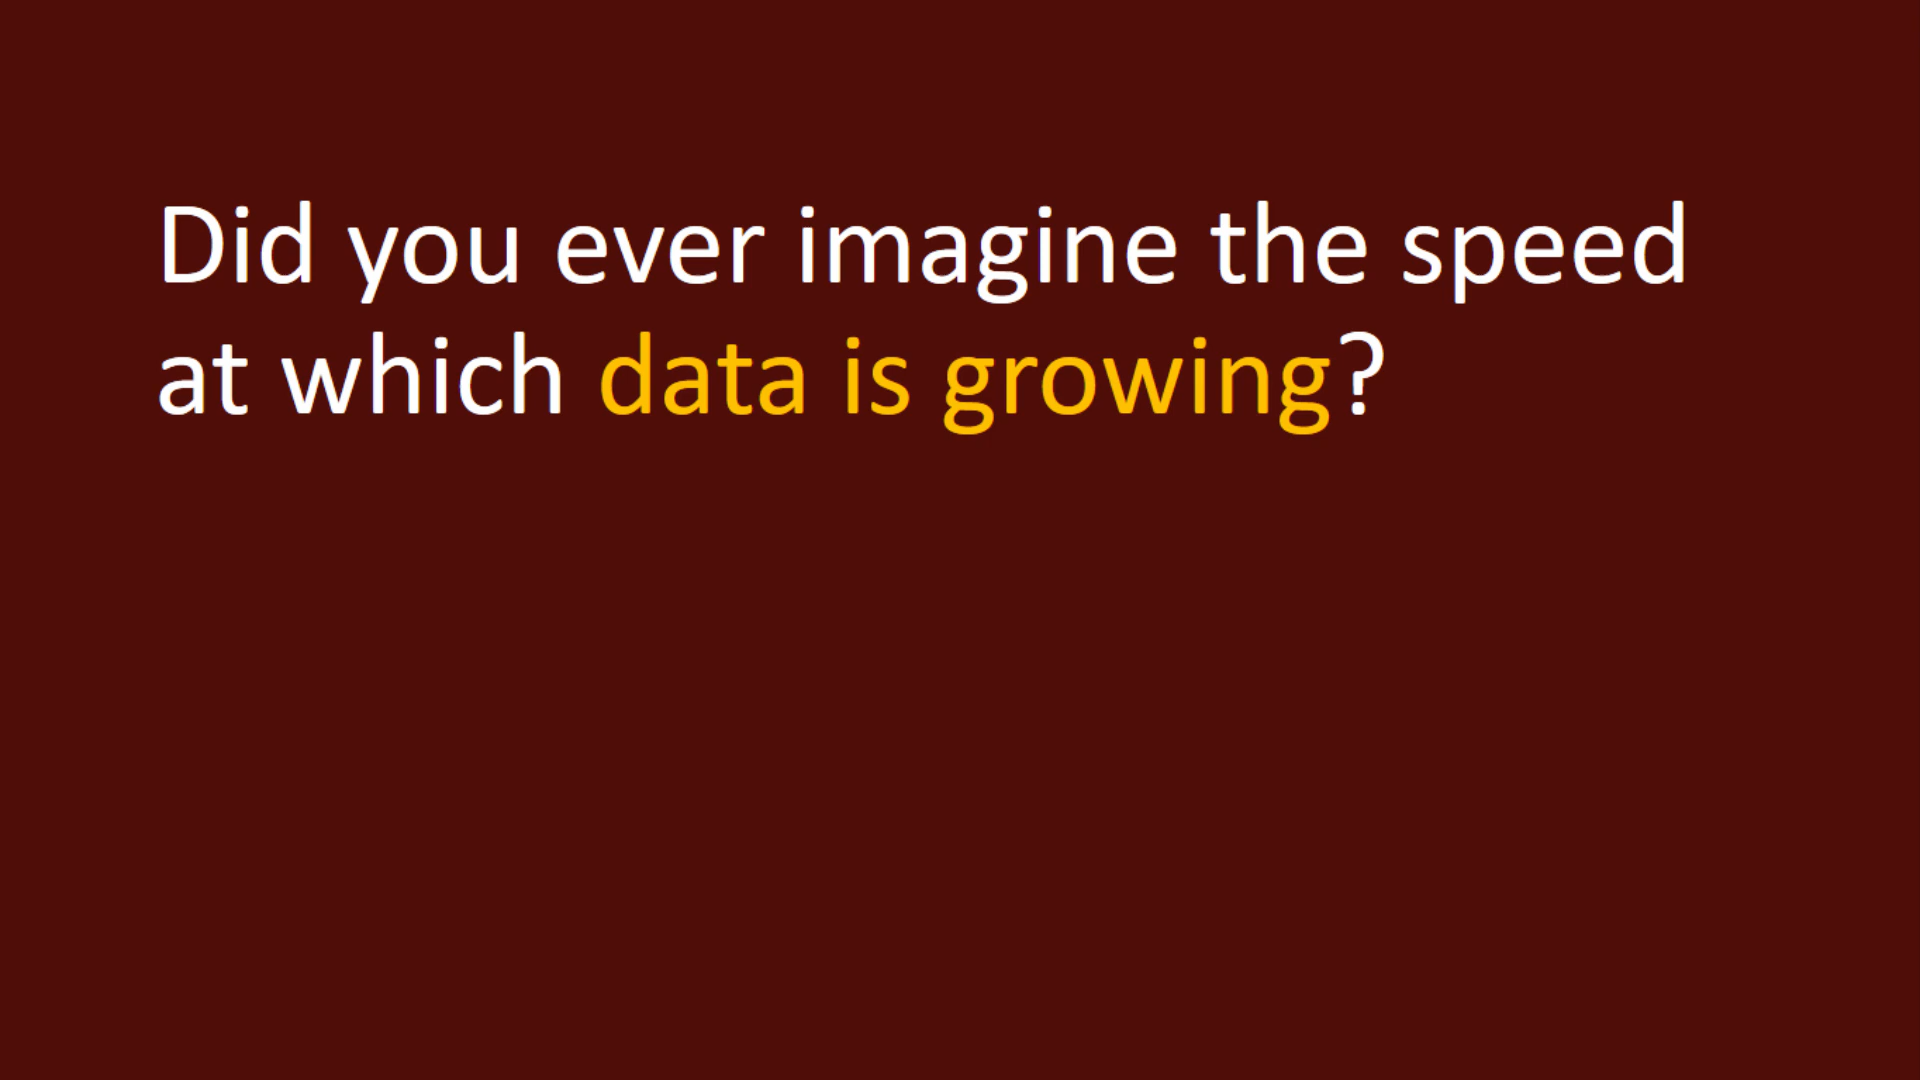 Did you ever imagine the speed
at which data is growing?